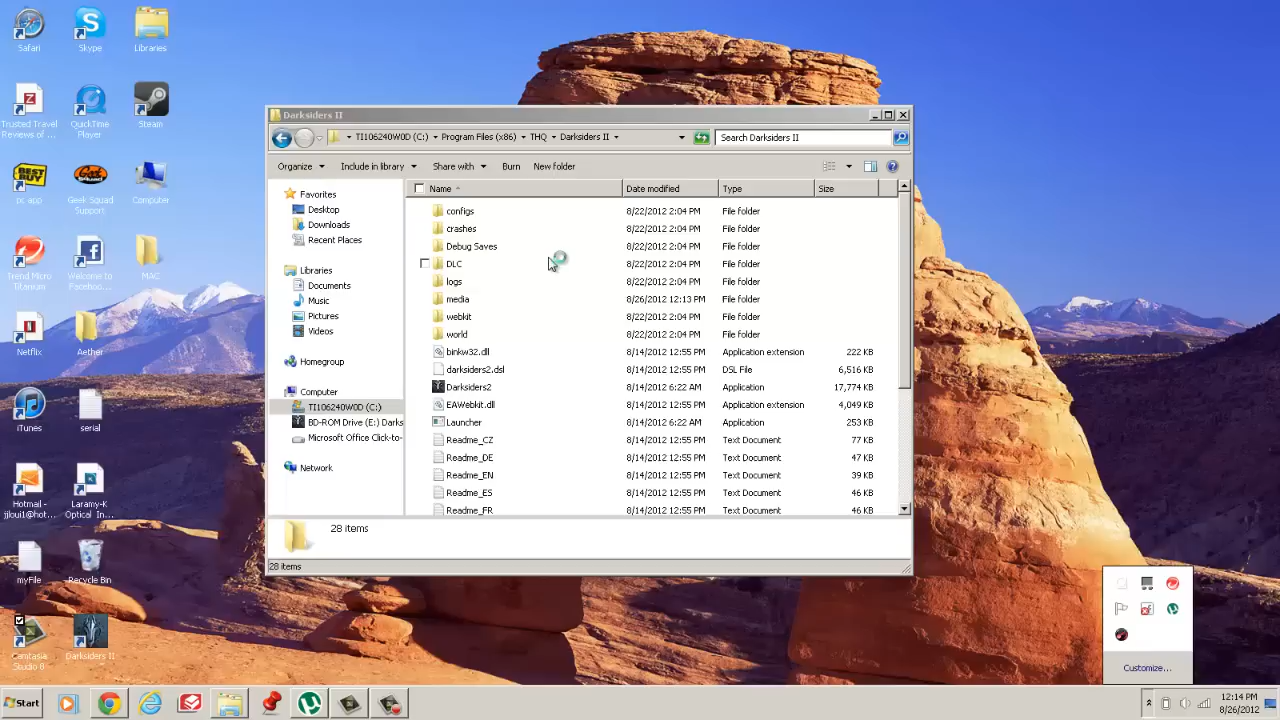 Safari
Skype
Libraries
Trusted Travel
Reviews of ...
QuickTime
Player
Steam
pc app
Geek Squad
Support
Computer
Trend Micro
Titanium
Welcome to
Faceboo...
MAC
Netflix
Aether
iTunes
serial
Hotmail -
jjloui1@hot...
Laramy-K
Optical In...
myFile
Recycle Bin
Camtasia
Studio 8
Darksiders II
Darksiders II
TI106240W0D (C:) Program Files (x86) THQ Darksiders II
Search Darksiders II
Organize Include in library Share with Burn New folder
Favorites
Desktop
Downloads
Recent Places
Libraries
Documents
Music
Pictures
Videos
Homegroup
Computer
TI106240W0D (C:)
BD-ROM Drive (E:) Darks
Microsoft Office Click-to-
Network
Name Date modified Type Size
configs 8/22/2012 2:04 PM File folder
crashes 8/22/2012 2:04 PM File folder
Debug Saves 8/22/2012 2:04 PM File folder
DLC 8/22/2012 2:04 PM File folder
logs 8/22/2012 2:04 PM File folder
media 8/26/2012 12:13 PM File folder
webkit 8/22/2012 2:04 PM File folder
world 8/22/2012 2:04 PM File folder
binkw32.dll 8/14/2012 12:55 PM Application extension 222 KB
darksiders2.dsl 8/14/2012 12:55 PM DSL File 6,516 KB
Darksiders2 8/14/2012 6:22 AM Application 17,774 KB
EAWebkit.dll 8/14/2012 12:55 PM Application extension 4,049 KB
Launcher 8/14/2012 6:22 AM Application 253 KB
Readme_CZ 8/14/2012 12:55 PM Text Document 77 KB
Readme_DE 8/14/2012 12:55 PM Text Document 47 KB
Readme_EN 8/14/2012 12:55 PM Text Document 39 KB
Readme_ES 8/14/2012 12:55 PM Text Document 46 KB
Readme_FR 8/14/2012 12:55 PM Text Document 46 KB
28 items
28 items
Customize...
Start
12:14 PM
8/26/2012